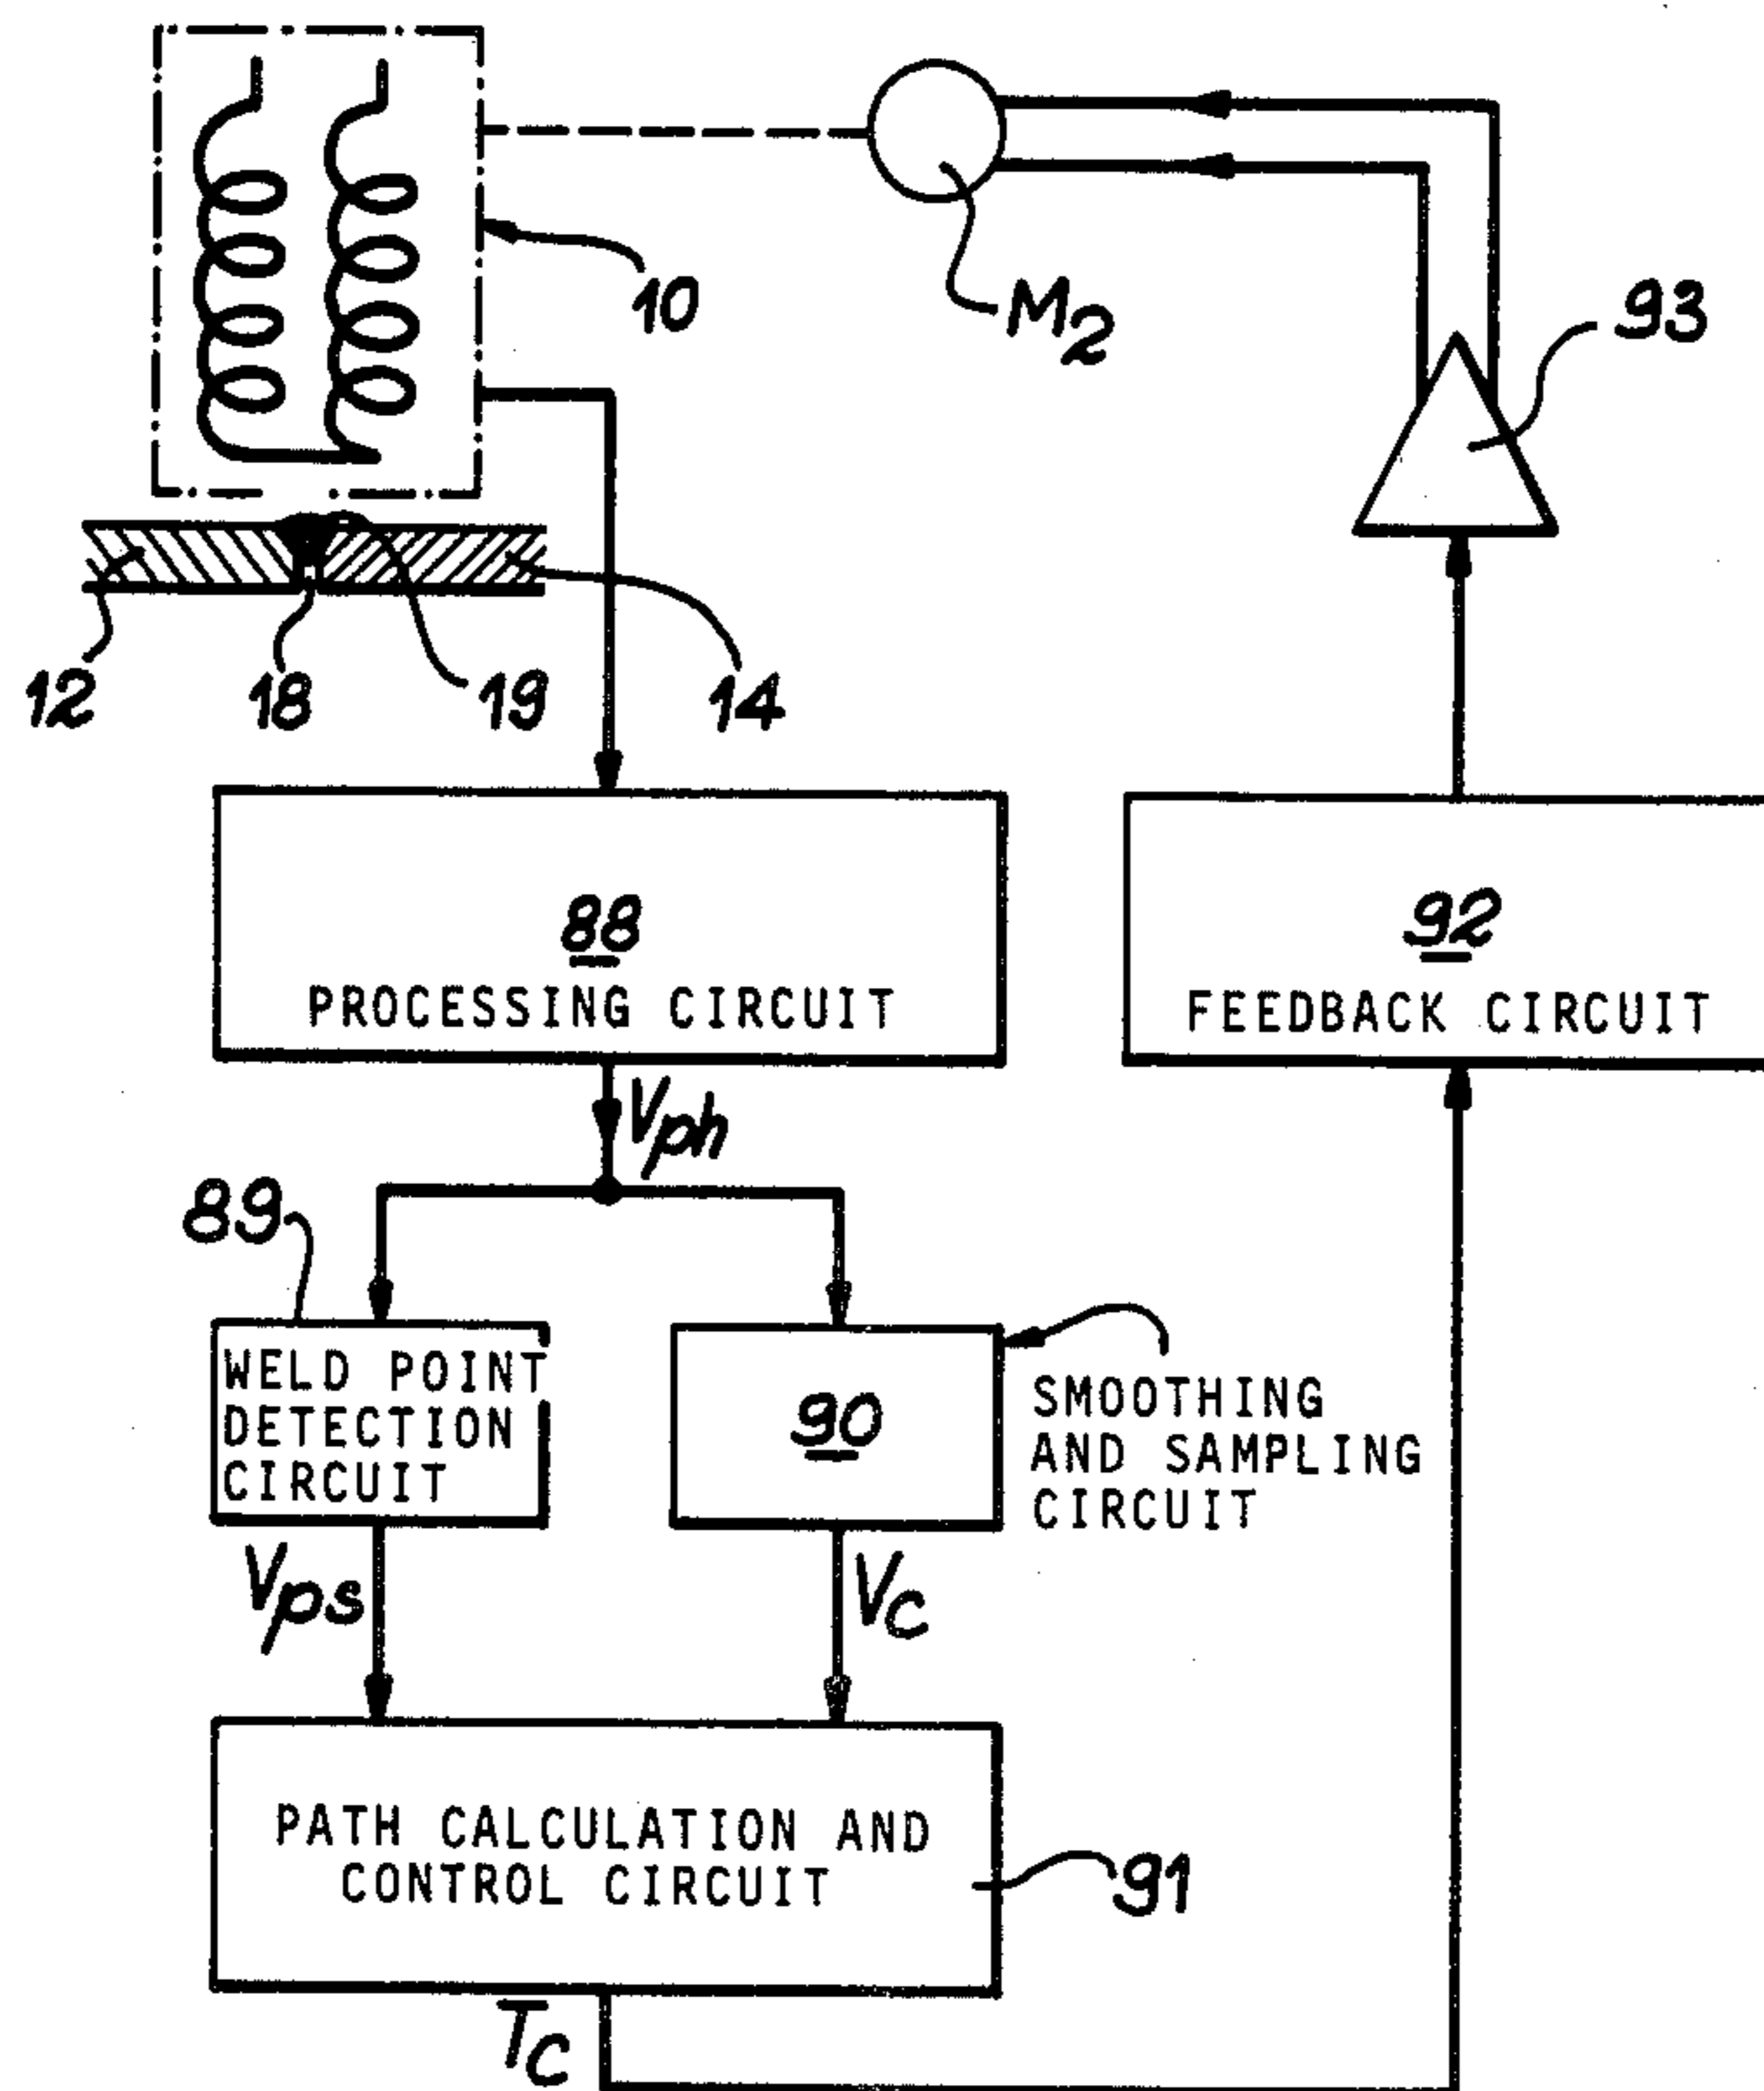 10
M2
93
12
18
19
14
88
PROCESSING CIRCUIT
92
FEEDBACK CIRCUIT
Vph
89
WELD POINT
DETECTION
CIRCUIT
90
SMOOTHING
AND SAMPLING
CIRCUIT
Vps
Vc
PATH CALCULATION AND
CONTROL CIRCUIT
91
Tc